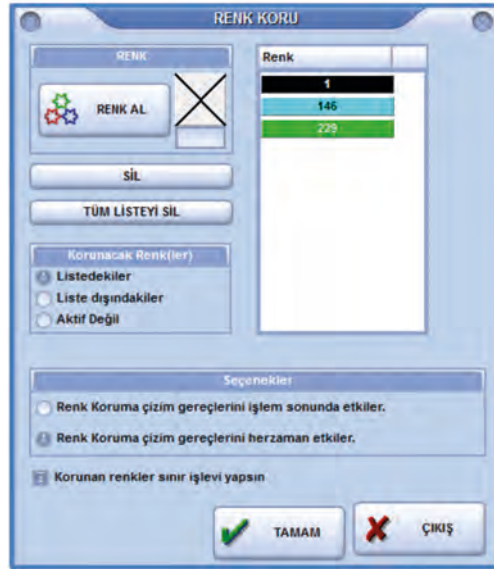 RENK KORU
RENK
RENK AL
SİL
TÜM LİSTEYİ SİL
Korunacak Renk(ler)
Listedekiler
Liste dışındakiler
Aktif Değil
Renk
1
146
229
Seçenekler
Renk Koruma çizim gereçlerini işlem sonunda etkiler.
Renk Koruma çizim gereçlerini herzaman etkiler.
Korunan renkler sınır işlevi yapsın
TAMAM
ÇIKIŞ